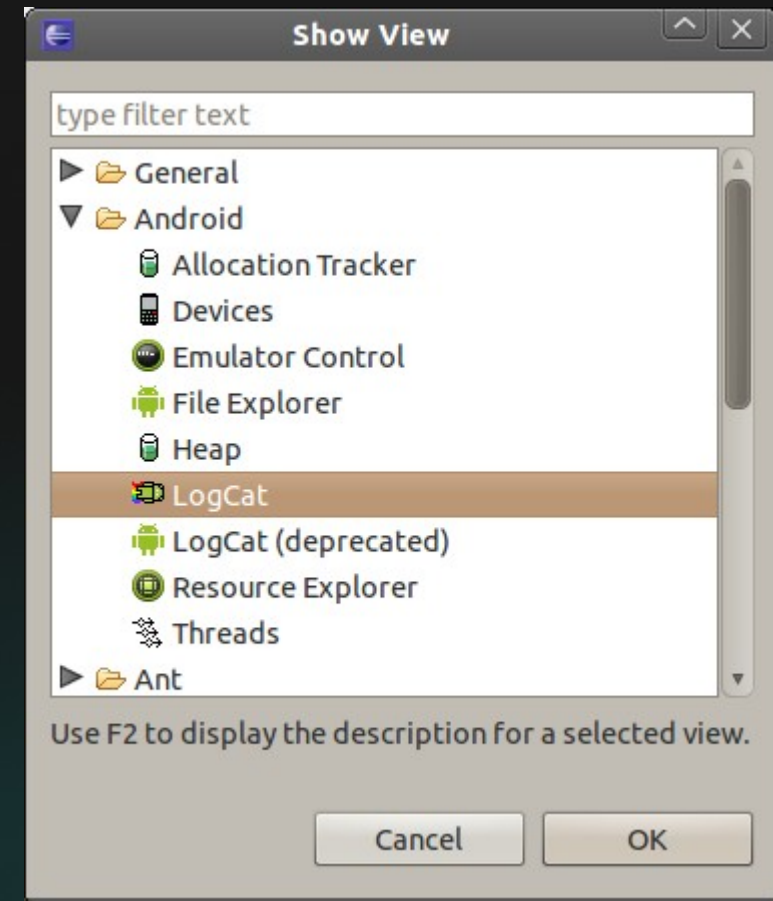 Show View
type filter text
General
Android
Allocation Tracker
Devices
Emulator Control
File Explorer
Heap
LogCat
LogCat (deprecated)
Resource Explorer
Threads
Ant
Use F2 to display the description for a selected view.
Cancel OK